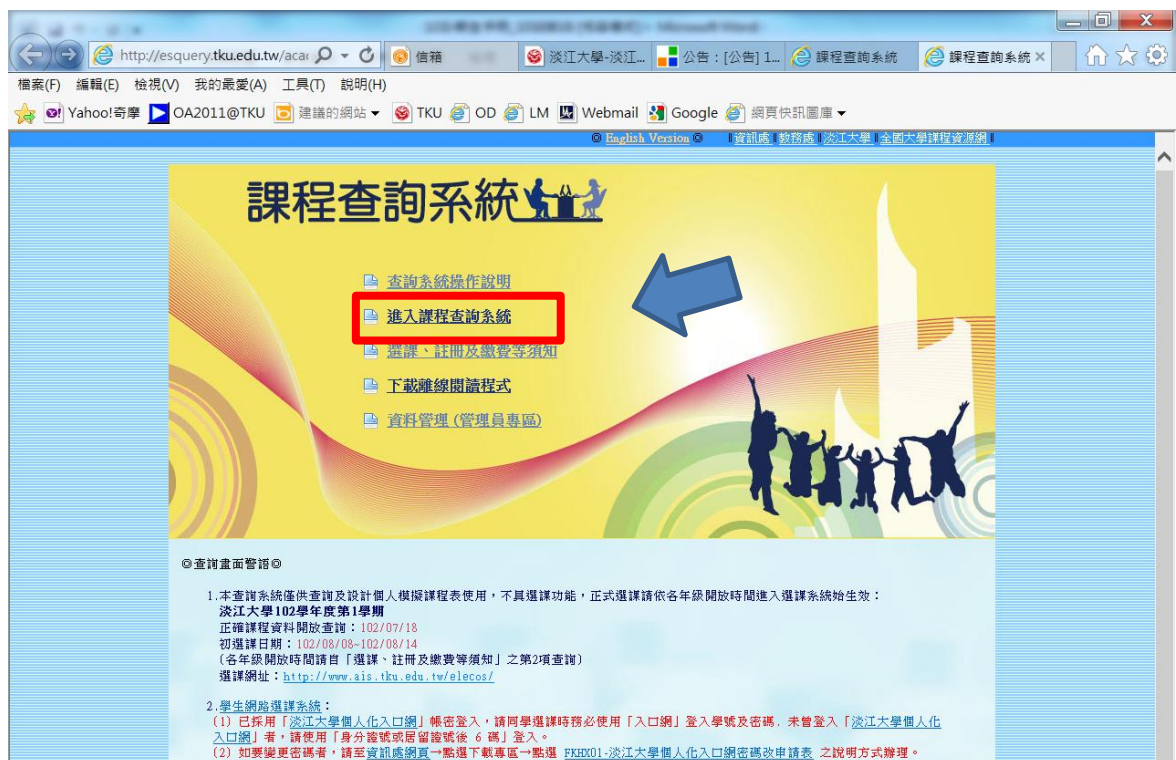 http://esquery.tku.edu.tw/acad
信箱
淡江大學-淡江...
公告：[公告] 1...
課程查詢系統
課程查詢系統
檔案(F) 編輯(E) 檢視(V) 我的最愛(A) 工具(T) 說明(H)
Yahoo!奇摩 OA2011@TKU 建議的網站 TKU OD LM Webmail Google 網頁快訊圖庫
◎ English Version ◎ ‖資訊處‖教務處‖淡江大學‖全國大學課程資源網‖
課程查詢系統
查詢系統操作說明
進入課程查詢系統
選課、註冊及繳費等須知
下載離線閱讀程式
資料管理 (管理員專區)
◎查詢畫面警語◎
1.本查詢系統僅供查詢及設計個人模擬課程表使用，不具選課功能，正式選課請依各年級開放時間進入選課系統始生效：
淡江大學102學年度第1學期
正確課程資料開放查詢：102/07/18
初選課日期：102/08/08~102/08/14
(各年級開放時間請自「選課、註冊及繳費等須知」之第2項查詢)
選課網址：http://www.ais.tku.edu.tw/elecos/
2.學生網路選課系統：
(1) 已採用「淡江大學個人化入口網」帳密登入，請同學選課時務必使用「入口網」登入學號及密碼. 未曾登入「淡江大學個人化
入口網」者，請使用「身分證號或居留證號後 6 碼」登入。
(2) 如要變更密碼者，請至資訊處網頁→點選下載專區→點選 FKHX01-淡江大學個人化入口網密碼改申請表 之說明方式辦理。